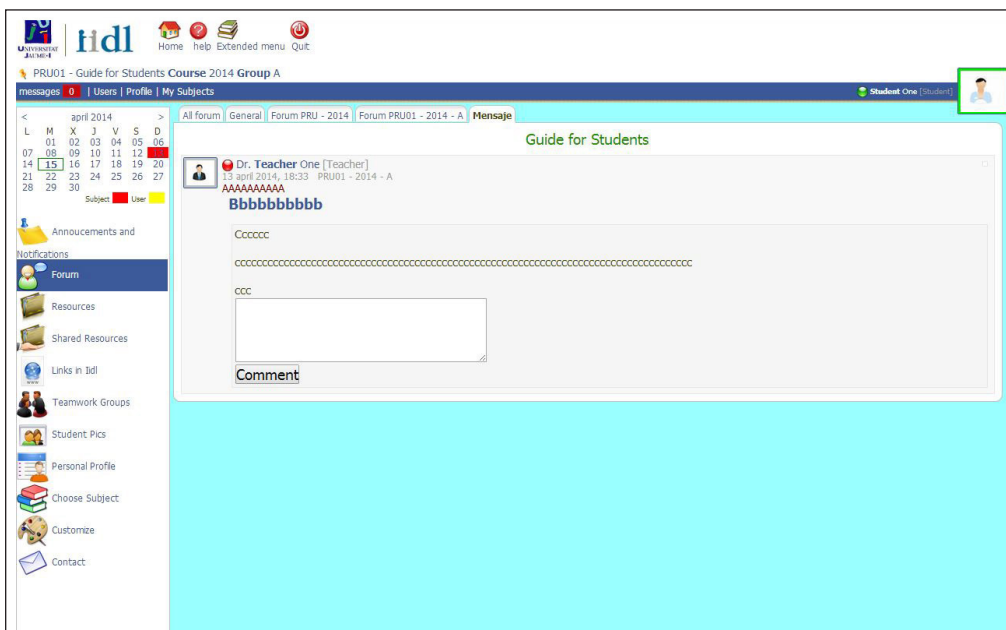 UNIVERSITAT
JAUME·I
iidl
Home help Extended menu Quit
PRU01 - Guide for Students Course 2014 Group A
messages 0 | Users | Profile | My Subjects
Student One [Student]
< april 2014 >
L M X J V S D
01 02 03 04 05 06
07 08 09 10 11 12
14 15 16 17 18 19 20
21 22 23 24 25 26 27
28 29 30
Subject User
Annoucements and
Notifications
Forum
Resources
Shared Resources
Links in Iidl
Teamwork Groups
Student Pics
Personal Profile
Choose Subject
Customize
Contact
All forum General Forum PRU - 2014 Forum PRU01 - 2014 - A Mensaje
Guide for Students
Dr. Teacher One [Teacher]
13 april 2014, 18:33 PRU01 - 2014 - A
AAAAAAAAAA
Bbbbbbbbbb
Cccccc
ccc
Comment